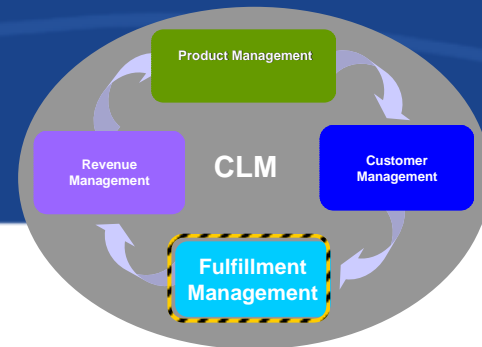 Product Management
Revenue
Management
CLM
Customer
Management
Fulfillment
Management